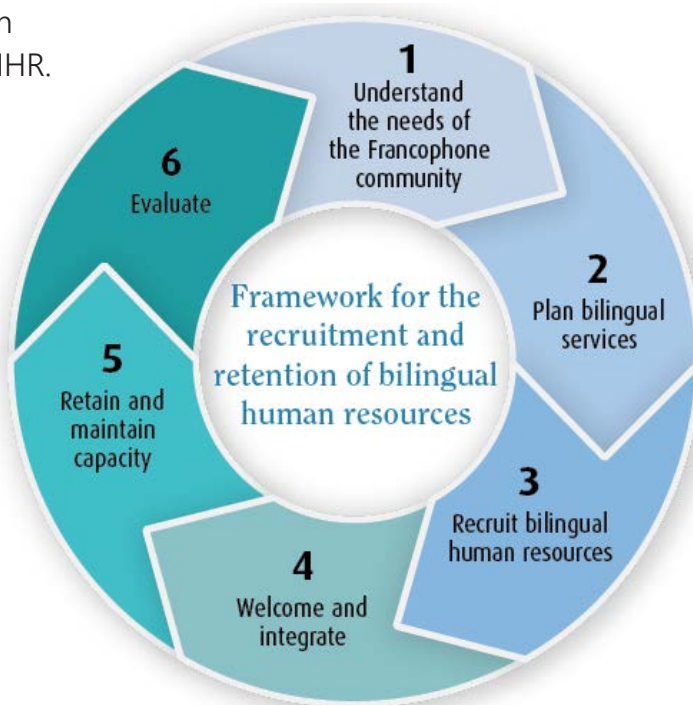 HR.
1
Understand
the needs of
the Francophone
community
2
Plan bilingual
services
3
Recruit bilingual
human resources
4
Welcome and
integrate
5
Retain and
maintain
capacity
6
Evaluate
Framework for the
recruitment and
retention of bilingual
human resources